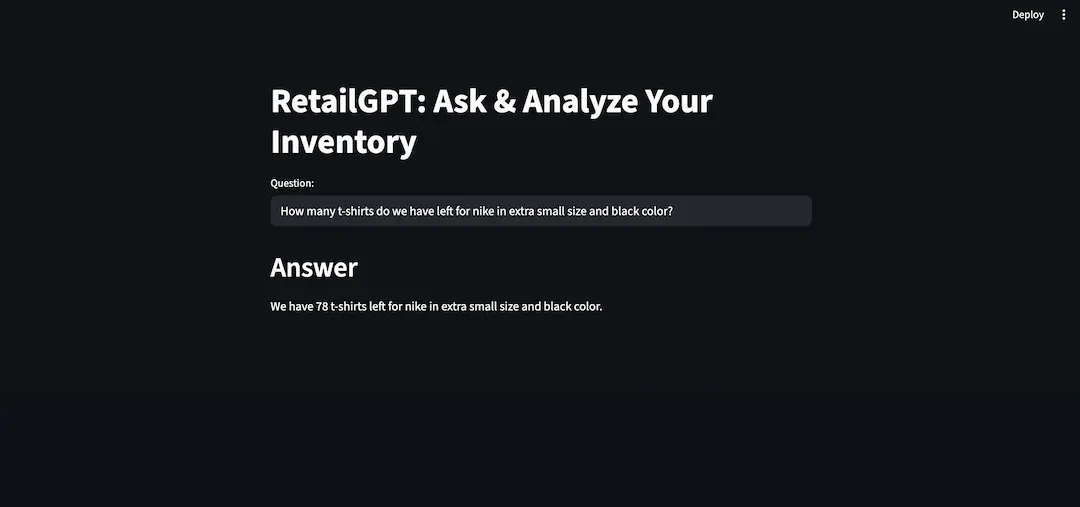 Deploy
RetailGPT: Ask & Analyze Your
Inventory
Question:
How many t-shirts do we have left for nike in extra small size and black color?
Answer
We have 78 t-shirts left for nike in extra small size and black color.